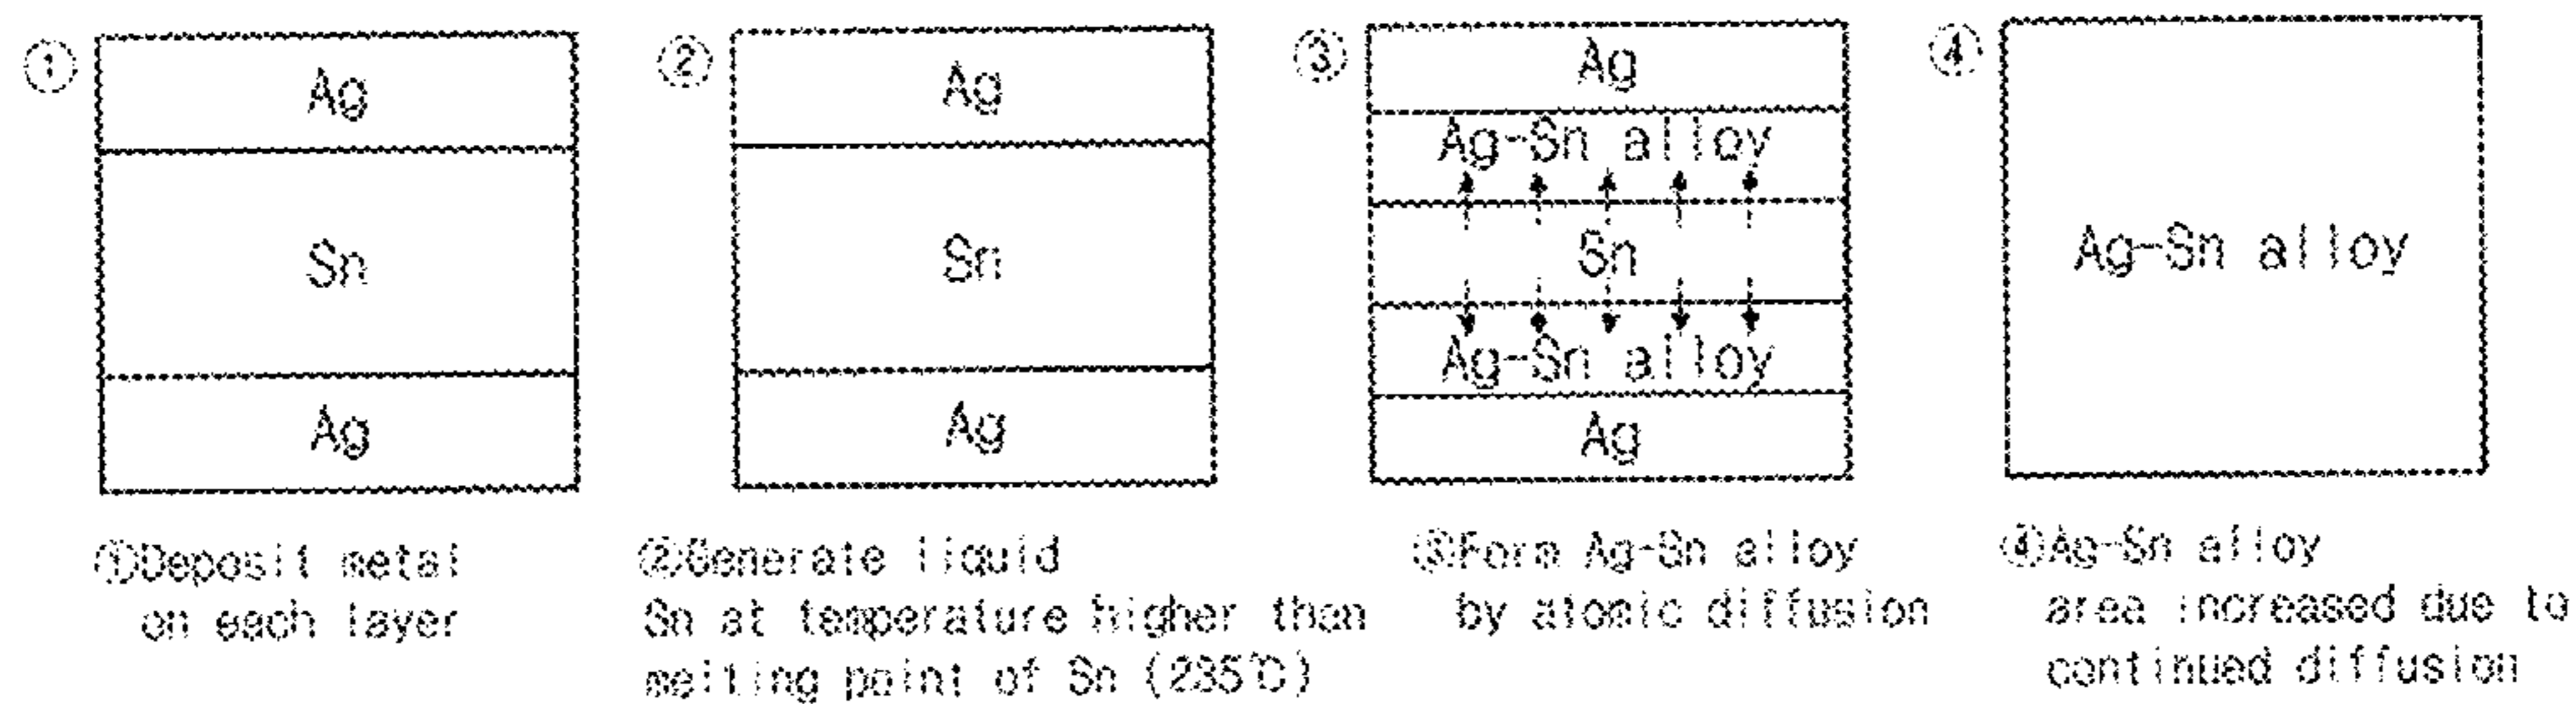 ① Ag
Sn
Ag
② Ag
Sn
Ag
③ Ag
Ag-Sn alloy
Sn
Ag-Sn alloy
Ag
④ Ag-Sn alloy
①Deposit metal
on each layer
②Generate liquid
Sn at temperature higher than
melting point of Sn (235℃)
③Form Ag-Sn alloy
by atomic diffusion
④Ag-Sn alloy
area increased due to
continued diffusion